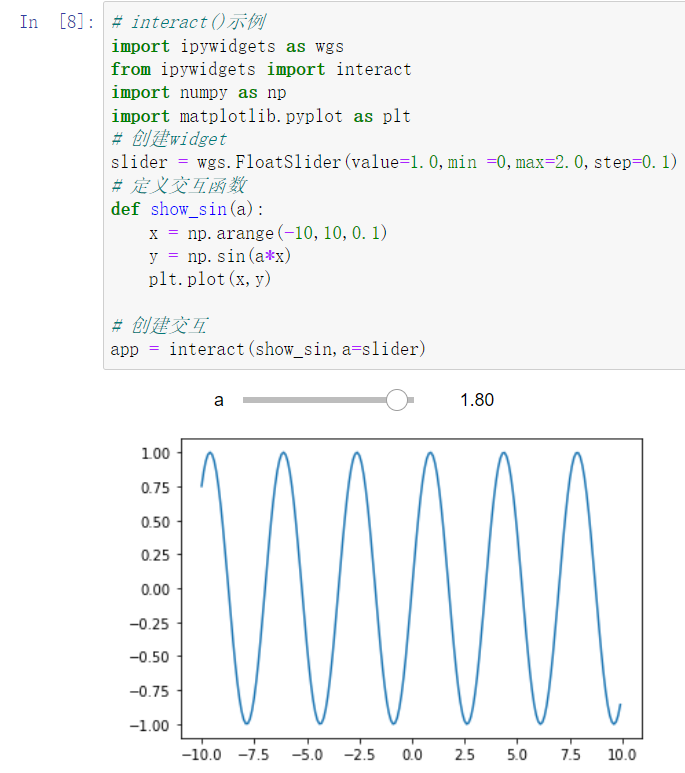 In [8]:
# interact()示例
import ipywidgets as wgs
from ipywidgets import interact
import numpy as np
import matplotlib.pyplot as plt
# 创建widget
slider = wgs.FloatSlider(value=1.0,min =0,max=2.0,step=0.1)
# 定义交互函数
def show_sin(a):
    x = np.arange(-10,10,0.1)
    y = np.sin(a*x)
    plt.plot(x,y)
# 创建交互
app = interact(show_sin,a=slider)
a 1.80
1.00
0.75
0.50
0.25
0.00
−0.25
−0.50
−0.75
−1.00
−10.0 −7.5 −5.0 −2.5 0.0 2.5 5.0 7.5 10.0